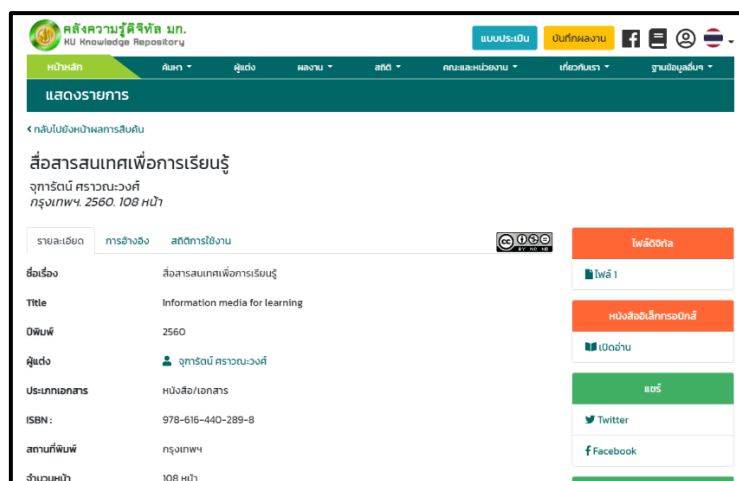 คลังความรู้ดิจิทัล มก.
KU Knowledge Repository
แบบประเมิน
บันทึกผลงาน
หน้าหลัก
ค้นหา
ผู้แต่ง
ผลงาน
สถิติ
คณะและหน่วยงาน
เกี่ยวกับเรา
ฐานข้อมูลอื่นๆ
แสดงรายการ
กลับไปยังหน้าผลการสืบค้น
สื่อสารสนเทศเพื่อการเรียนรู้
จุฑารัตน์ ศราวณะวงศ์
กรุงเทพฯ. 2560. 108 หน้า
รายละเอียด
การอ้างอิง
สถิติการใช้งาน
cc
BY NC ND
ชื่อเรื่อง สื่อสารสนเทศเพื่อการเรียนรู้
Title Information media for learning
ปีพิมพ์ 2560
ผู้แต่ง จุฑารัตน์ ศราวณะวงศ์
ประเภทเอกสาร หนังสือ/เอกสาร
ISBN : 978-616-440-289-8
สถานที่พิมพ์ กรุงเทพฯ
จำนวนหน้า 108 หน้า
ไฟล์ดิจิทัล
ไฟล์ 1
หนังสืออิเล็กทรอนิกส์
เปิดอ่าน
แชร์
Twitter
Facebook